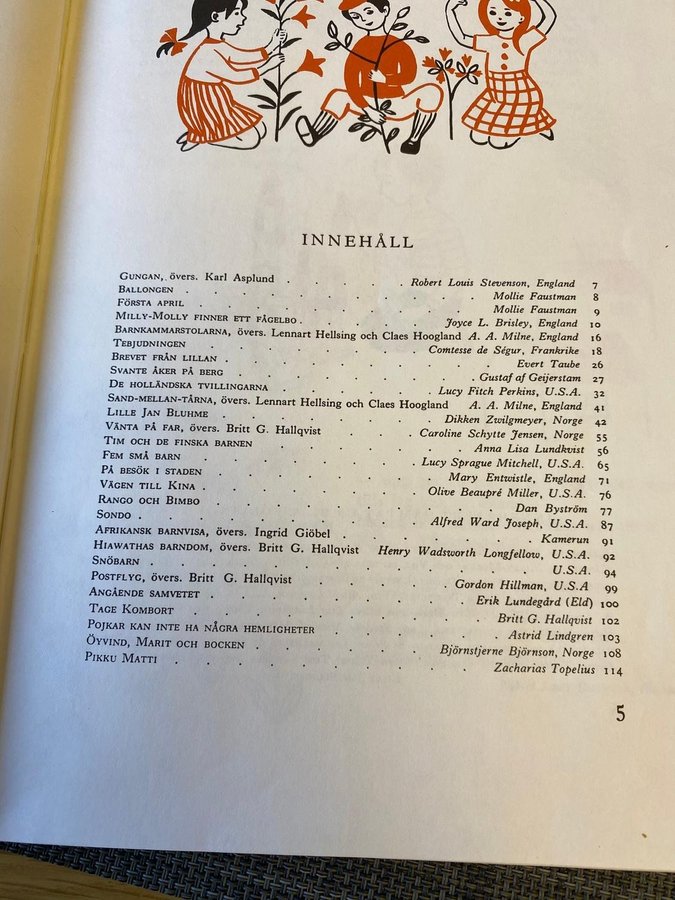 INNEHÅLL
GUNGAN, övers. Karl Asplund . . . . . Robert Louis Stevenson, England 7
BALLONGEN . . . . . . . . . Mollie Faustman 8
FÖRSTA APRIL . . . . . . . . . Mollie Faustman 9
MILLY-MOLLY FINNER ETT FÅGELBO . . . . . Joyce L. Brisley, England 10
BARNKAMMARSTOLARNA, övers. Lennart Hellsing och Claes Hoogland A. A. Milne, England 16
TEBJUDNINGEN . . . . . . . Comtesse de Ségur, Frankrike 18
BREVET FRÅN LILLAN . . . . . . . . . Evert Taube 26
SVANTE ÅKER PÅ BERG . . . . . . . . Gustaf af Geijerstam 27
DE HOLLÄNDSKA TVILLINGARNA . . . . . . Lucy Fitch Perkins, U.S.A. 32
SAND-MELLAN-TÅRNA, övers. Lennart Hellsing och Claes Hoogland A. A. Milne, England 41
LILLE JAN BLUHME . . . . . . . . Dikken Zwilgmeyer, Norge 42
VÄNTA PÅ FAR, övers. Britt G. Hallqvist . . . Caroline Schytte Jensen, Norge 55
TIM OCH DE FINSKA BARNEN . . . . . . . Anna Lisa Lundkvist 56
FEM SMÅ BARN . . . . . . . . Lucy Sprague Mitchell, U.S.A. 65
PÅ BESÖK I STADEN . . . . . . . . Mary Entwistle, England 71
VÄGEN TILL KINA . . . . . . . . Olive Beaupré Miller, U.S.A. 76
RANGO OCH BIMBO . . . . . . . . . Dan Byström 77
SONDO . . . . . . . . . Alfred Ward Joseph, U.S.A. 87
AFRIKANSK BARNVISA, övers. Ingrid Giöbel . . . . . Kamerun 91
HIAWATHAS BARNDOM, övers. Britt G. Hallqvist Henry Wadsworth Longfellow, U.S.A. 92
SNÖBARN . . . . . . . . . . U.S.A. 94
POSTFLYG, övers. Britt G. Hallqvist . . . . . Gordon Hillman, U.S.A 99
ANGÅENDE SAMVETET . . . . . . . . Erik Lundegård (Eld) 100
TAGE KOMBORT . . . . . . . . . Britt G. Hallqvist 102
POJKAR KAN INTE HA NÅGRA HEMLIGHETER . . . . . Astrid Lindgren 103
ÖYVIND, MARIT OCH BOCKEN . . . . . . Björnstjerne Björnson, Norge 108
PIKKU MATTI . . . . . . . . . Zacharias Topelius 114
5